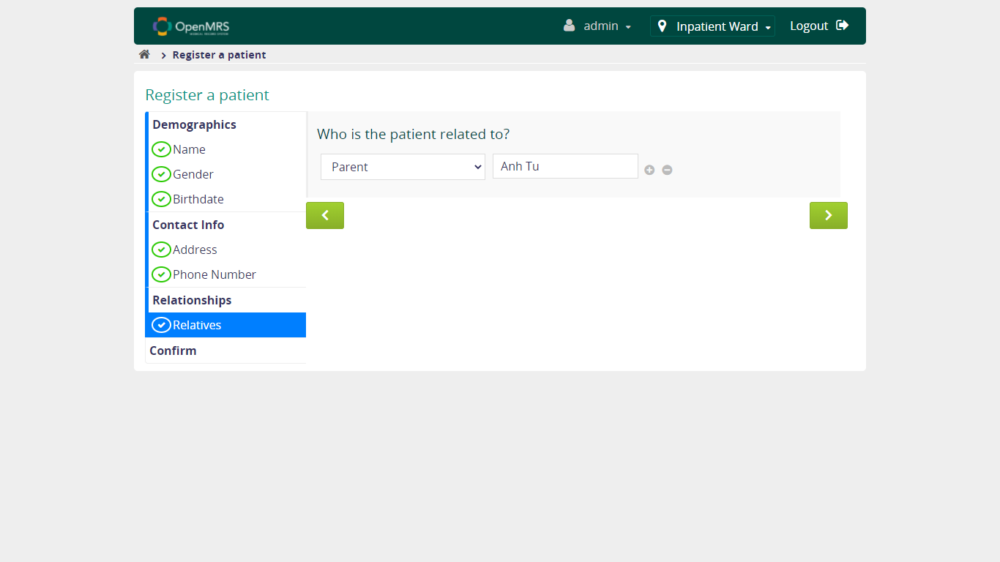 OpenMRS
admin
Inpatient Ward
Logout
Register a patient
Register a patient
Demographics
Name
Gender
Birthdate
Contact Info
Address
Phone Number
Relationships
Relatives
Confirm
Who is the patient related to?
Parent
Anh Tu